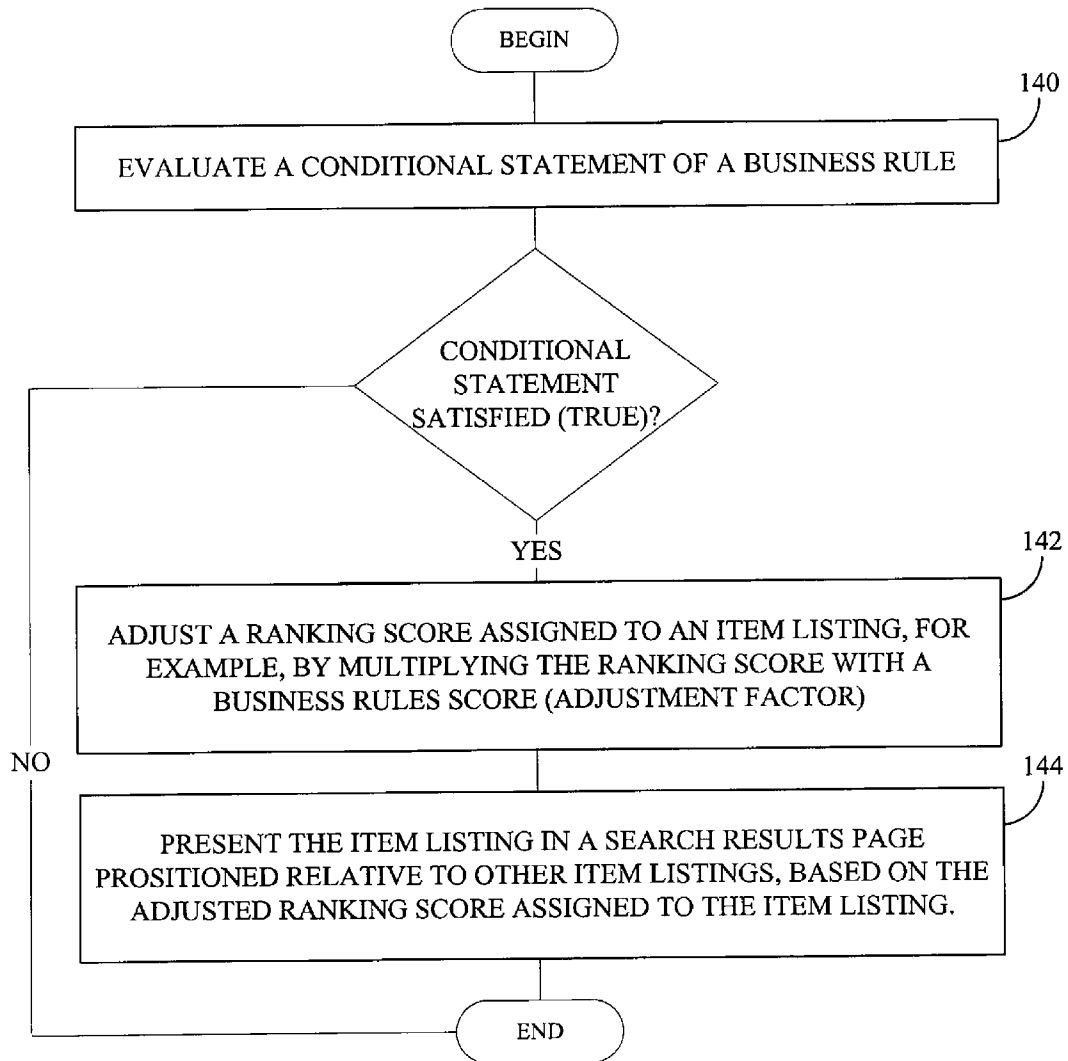 BEGIN
140
EVALUATE A CONDITIONAL STATEMENT OF A BUSINESS RULE
CONDITIONAL
STATEMENT
SATISFIED (TRUE)?
YES
142
ADJUST A RANKING SCORE ASSIGNED TO AN ITEM LISTING, FOR
EXAMPLE, BY MULTIPLYING THE RANKING SCORE WITH A
BUSINESS RULES SCORE (ADJUSTMENT FACTOR)
NO
144
PRESENT THE ITEM LISTING IN A SEARCH RESULTS PAGE
PROSITIONED RELATIVE TO OTHER ITEM LISTINGS, BASED ON THE
ADJUSTED RANKING SCORE ASSIGNED TO THE ITEM LISTING.
END